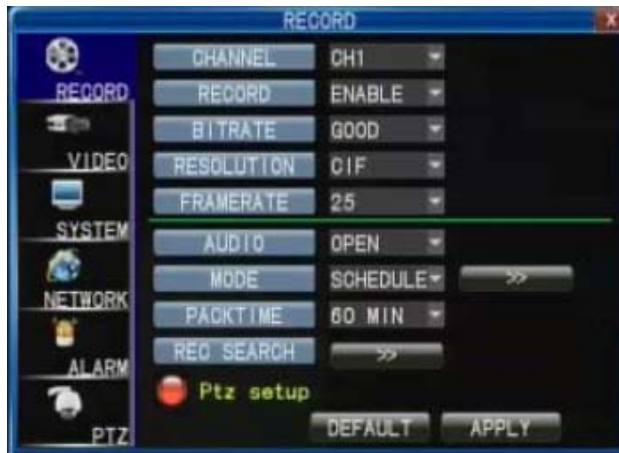 RECORD
X
RECORD
VIDEO
SYSTEM
NETWORK
ALARM
PTZ
CHANNEL CH1
RECORD ENABLE
BITRATE GOOD
RESOLUTION CIF
FRAMERATE 25
AUDIO OPEN
MODE SCHEDULE >>
PACKTIME 60 MIN
REC SEARCH >>
Ptz setup
DEFAULT APPLY